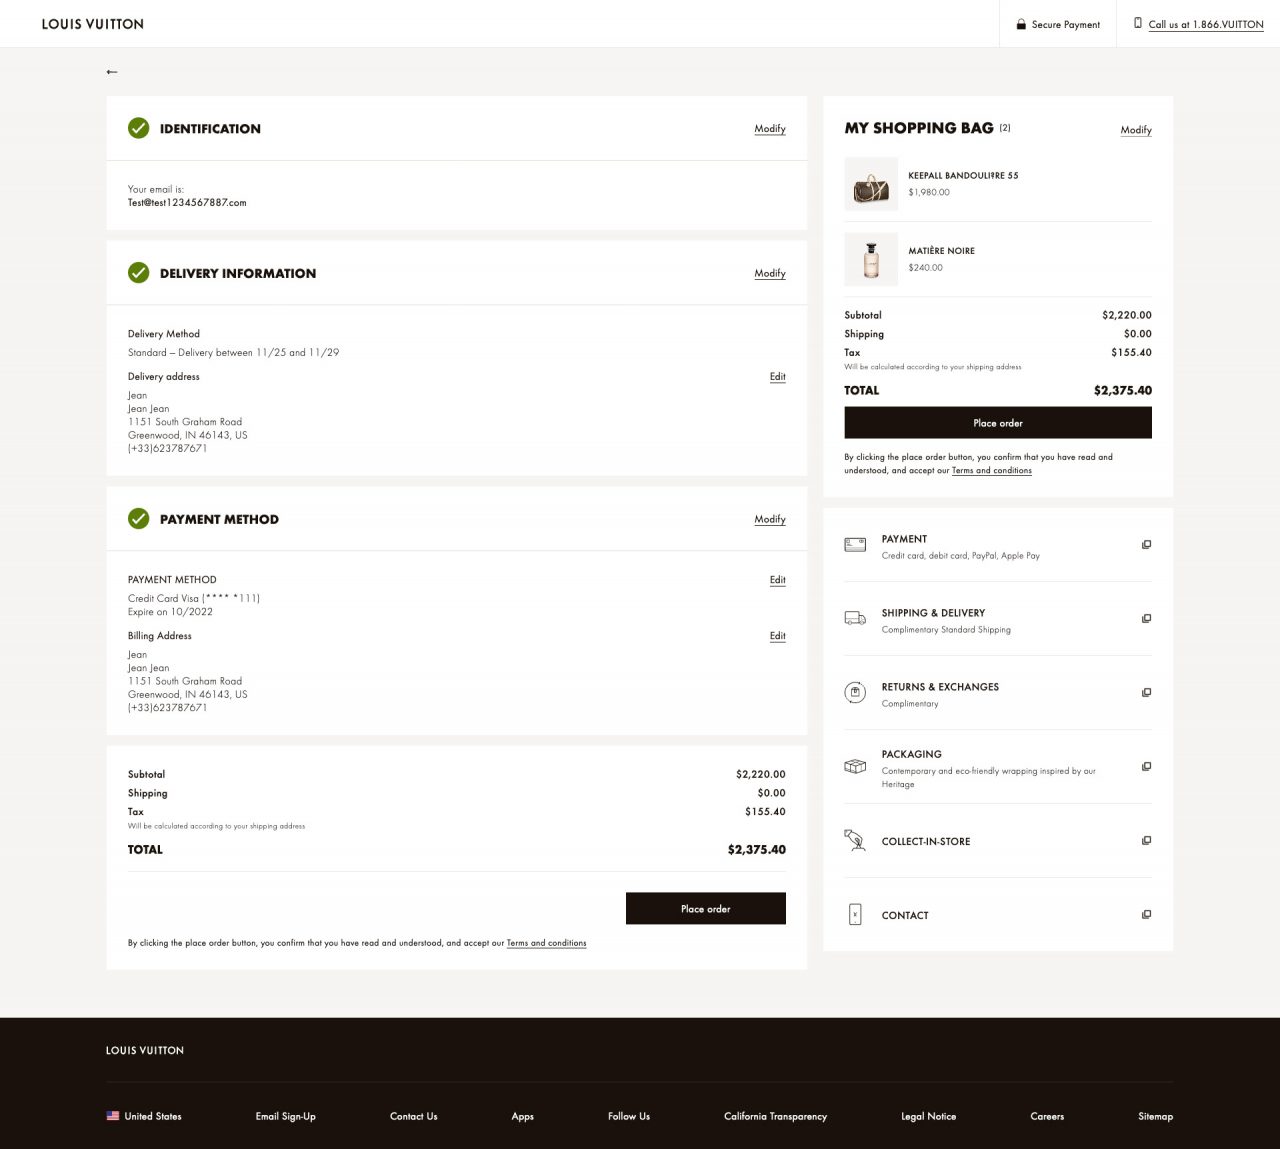 LOUIS VUITTON
Secure Payment
Call us at 1.866.VUITTON
IDENTIFICATION
Modify
Your email is:
Test@test1234567887.com
DELIVERY INFORMATION
Modify
Delivery Method
Standard – Delivery between 11/25 and 11/29
Delivery address
Edit
Jean
Jean Jean
1151 South Graham Road
Greenwood, IN 46143, US
(+33)623787671
PAYMENT METHOD
Modify
PAYMENT METHOD
Edit
Credit Card Visa (**** *111)
Expire on 10/2022
Billing Address
Edit
Jean
Jean Jean
1151 South Graham Road
Greenwood, IN 46143, US
(+33)623787671
Subtotal $2,220.00
Shipping $0.00
Tax $155.40
Will be calculated according to your shipping address
TOTAL $2,375.40
Place order
By clicking the place order button, you confirm that you have read and understood, and accept our Terms and conditions
MY SHOPPING BAG (2)
Modify
KEEPALL BANDOULI?RE 55
$1,980.00
MATIÈRE NOIRE
$240.00
Subtotal $2,220.00
Shipping $0.00
Tax $155.40
Will be calculated according to your shipping address
TOTAL $2,375.40
Place order
By clicking the place order button, you confirm that you have read and
understood, and accept our Terms and conditions
PAYMENT
Credit card, debit card, PayPal, Apple Pay
SHIPPING & DELIVERY
Complimentary Standard Shipping
RETURNS & EXCHANGES
Complimentary
PACKAGING
Contemporary and eco-friendly wrapping inspired by our
Heritage
COLLECT-IN-STORE
CONTACT
LOUIS VUITTON
United States
Email Sign-Up
Contact Us
Apps
Follow Us
California Transparency
Legal Notice
Careers
Sitemap